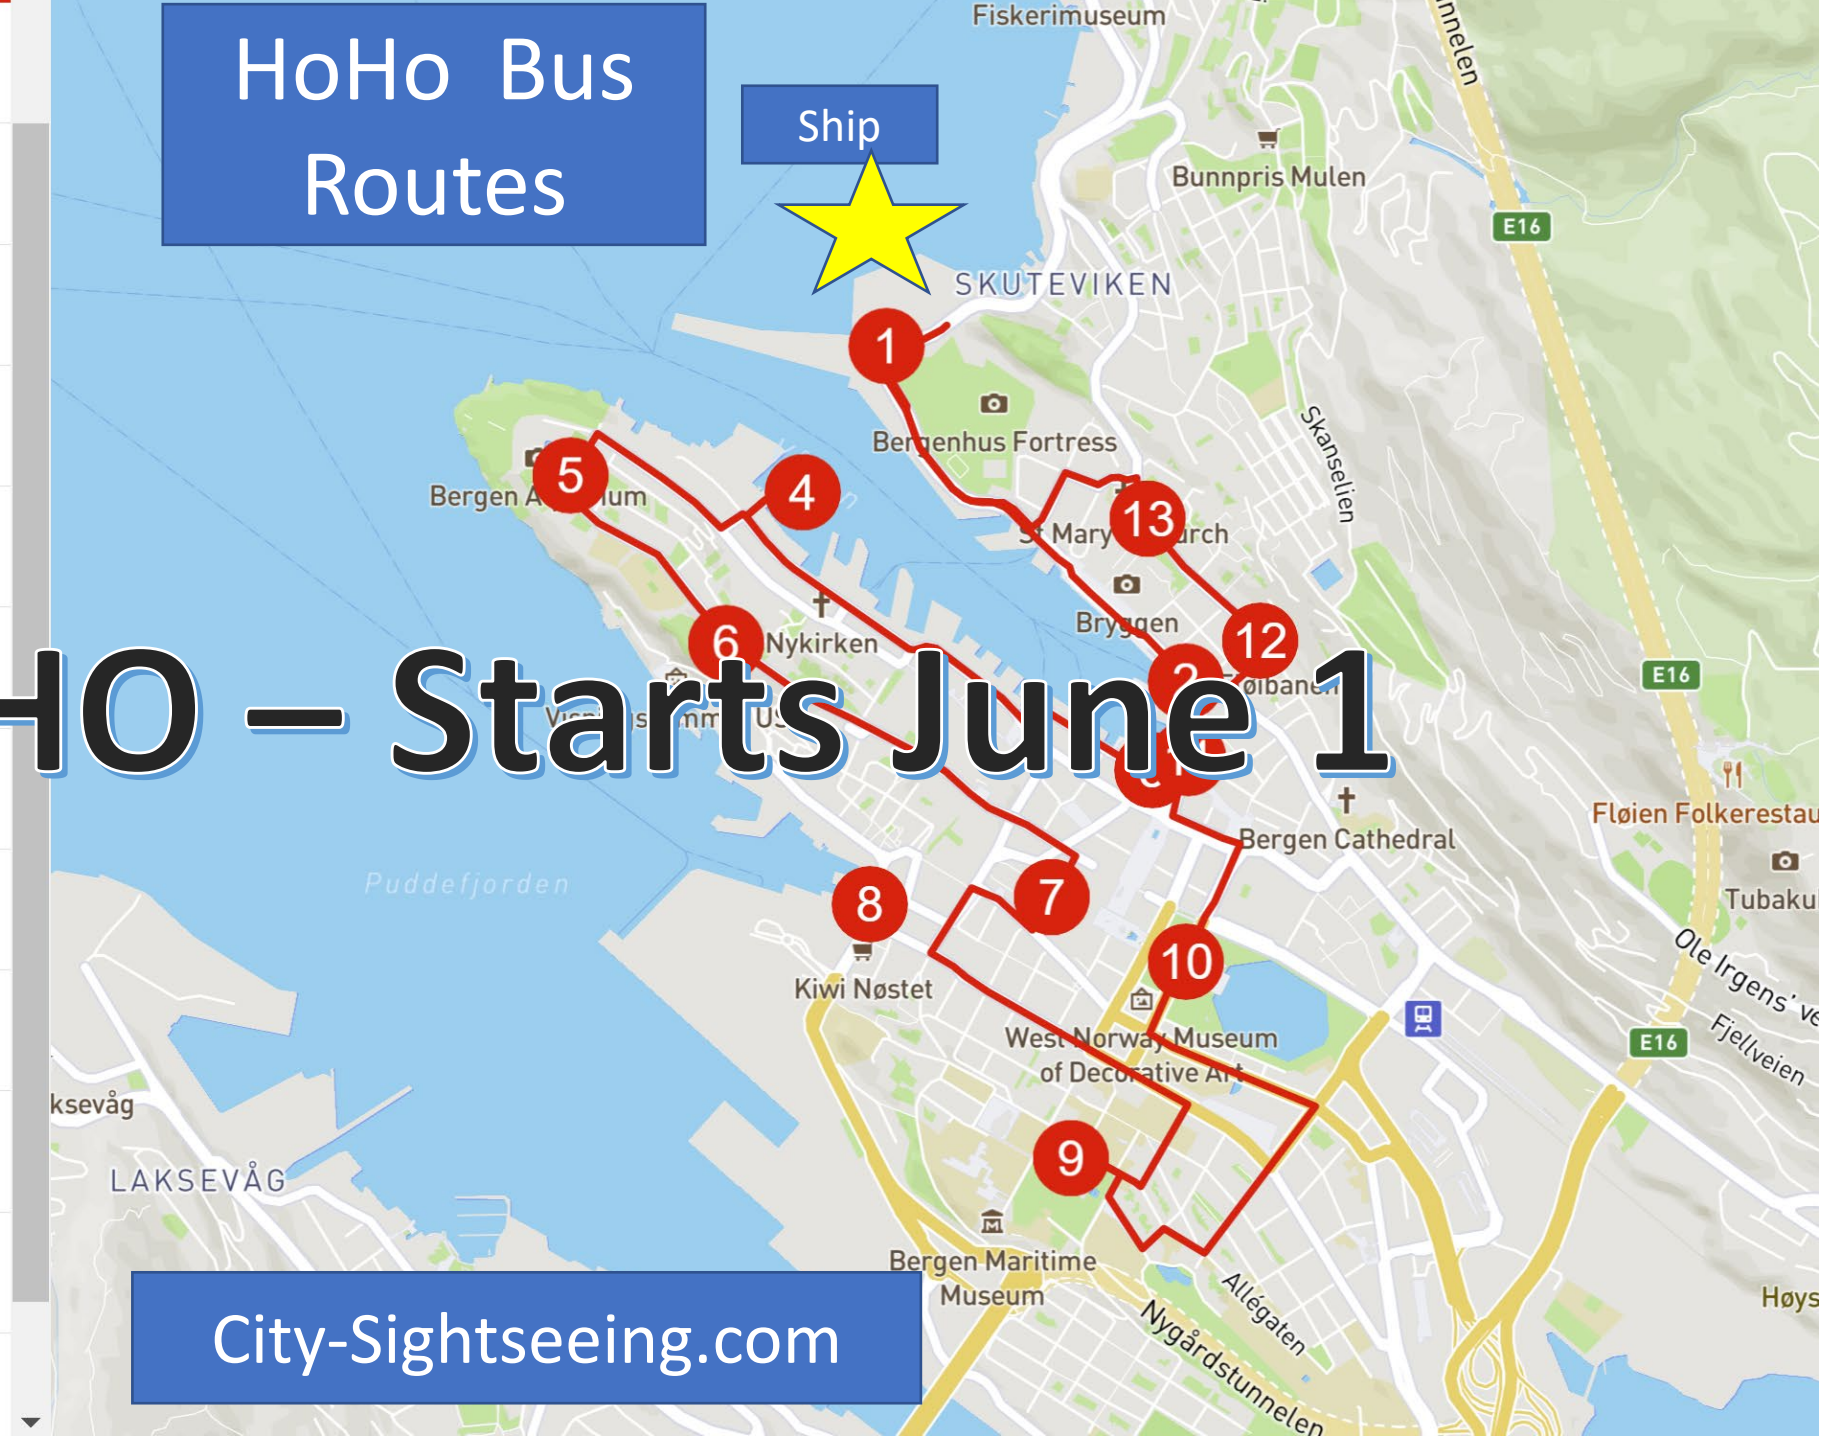 Fiskerimuseum
HoHo Bus
Routes
Ship
Bunnpris Mulen
E16
SKUTEVIKEN
1
Bergenhus Fortress
Skanselien
5
4
13
Nykirken
Bryggen
12
6
2
E16
HO – Starts June 1
Fløien Folkerestau
Bergen Cathedral
Puddefjorden
8
7
Tubaku
10
Kiwi Nøstet
Ole Irgens' ve
West Norway Museum
of Decorative Art
E16
Fjellveien
ksevåg
9
LAKSEVÅG
Bergen Maritime
Museum
Allégaten
Høys
City-Sightseeing.com
Nygårdstunnelen